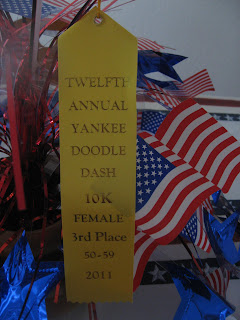 TWELFTH
ANNUAL
YANKEE
DOODLE
DASH
10K
FEMALE
3rd Place
50-59
2011